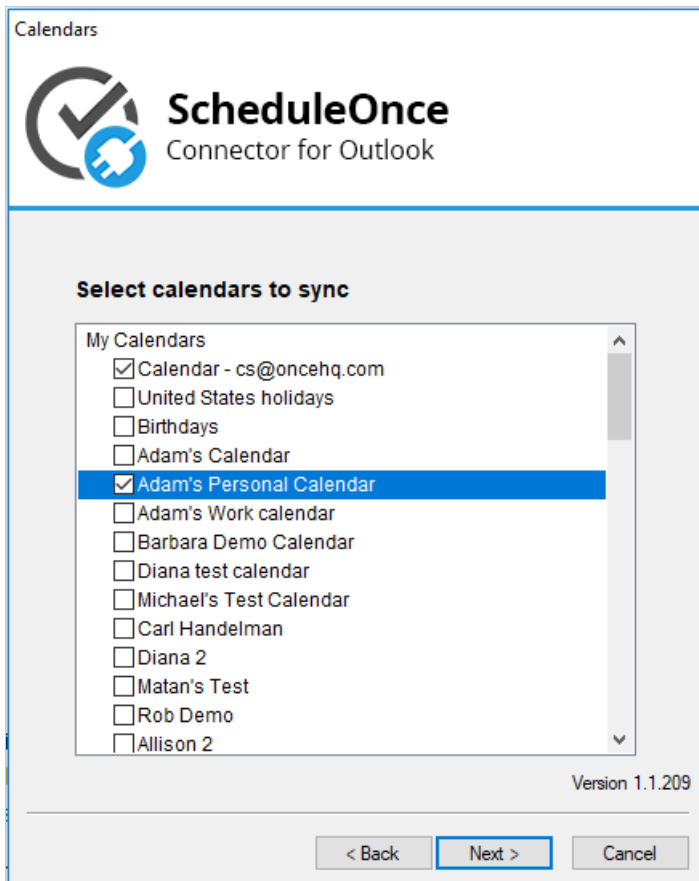 Calendars
ScheduleOnce
Connector for Outlook
Select calendars to sync
My Calendars
Calendar - cs@oncehq.com
United States holidays
Birthdays
Adam's Calendar
Adam's Personal Calendar
Adam's Work calendar
Barbara Demo Calendar
Diana test calendar
Michael's Test Calendar
Carl Handelman
Diana 2
Matan's Test
Rob Demo
Allison 2
Version 1.1.209
< Back Next > Cancel